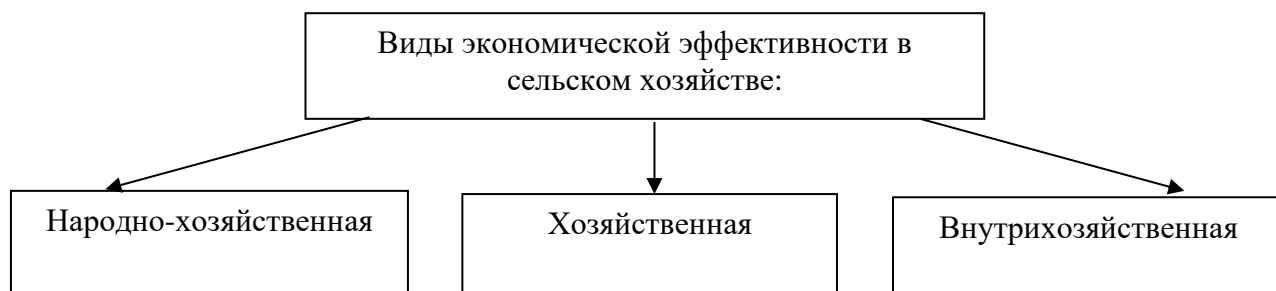 Виды экономической эффективности в
сельском хозяйстве:
Народно-хозяйственная
Хозяйственная
Внутрихозяйственная